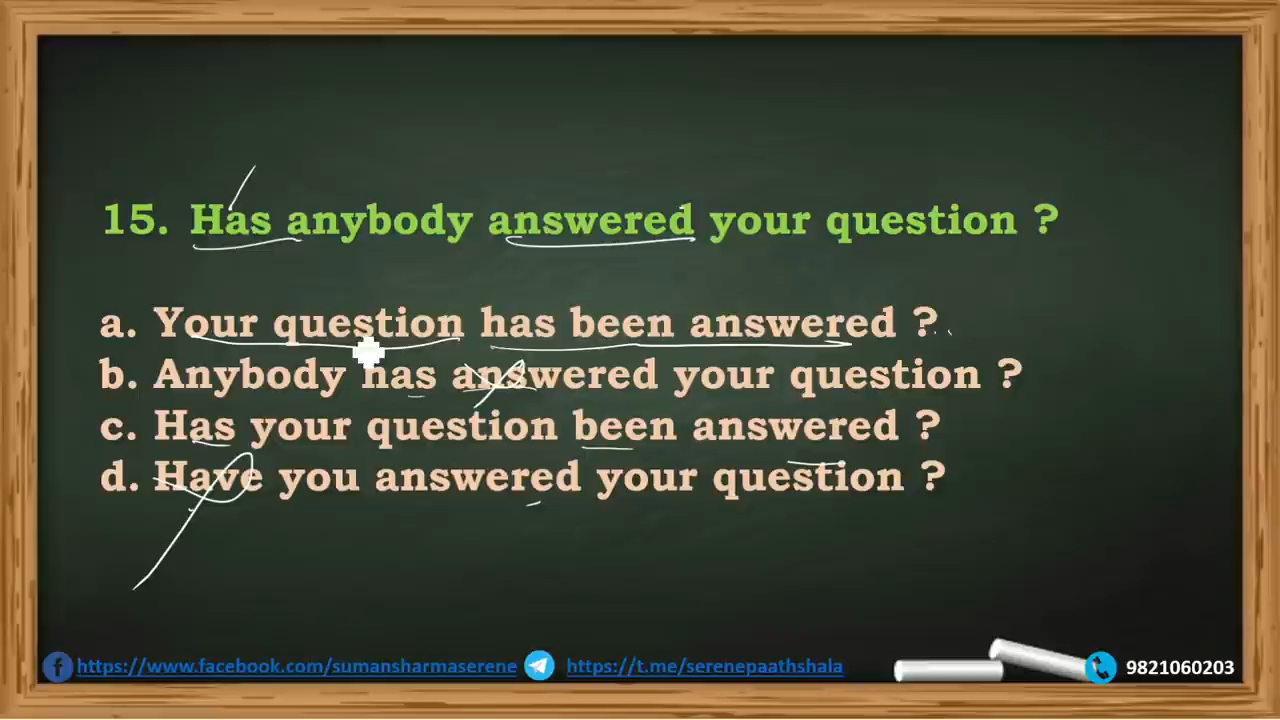 15. Has anybody answered your question ?
a. Your question has been answered ?
b. Anybody has answered your question ?
c. Has your question been answered ?
d. Have you answered your question ?
https://www.facebook.com/sumansharmaserene https://t.me/serenepaathshala 9821060203